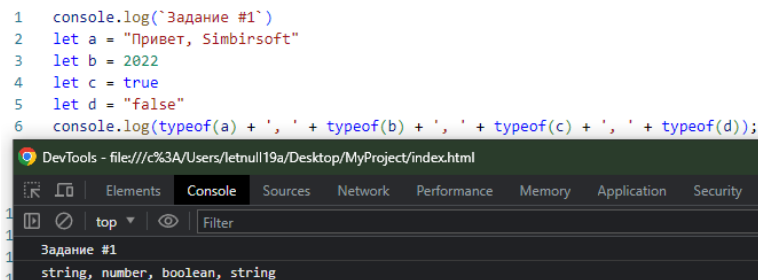 1 console.log(`Задание #1`)
2 let a = "Привет, Simbirsoft"
3 let b = 2022
4 let c = true
5 let d = "false"
6 console.log(typeof(a) + ', ' + typeof(b) + ', ' + typeof(c) + ', ' + typeof(d));
DevTools - file:///c%3A/Users/letnull19a/Desktop/MyProject/index.html
Elements Console Sources Network Performance Memory Application Security
top Filter
Задание #1
string, number, boolean, string